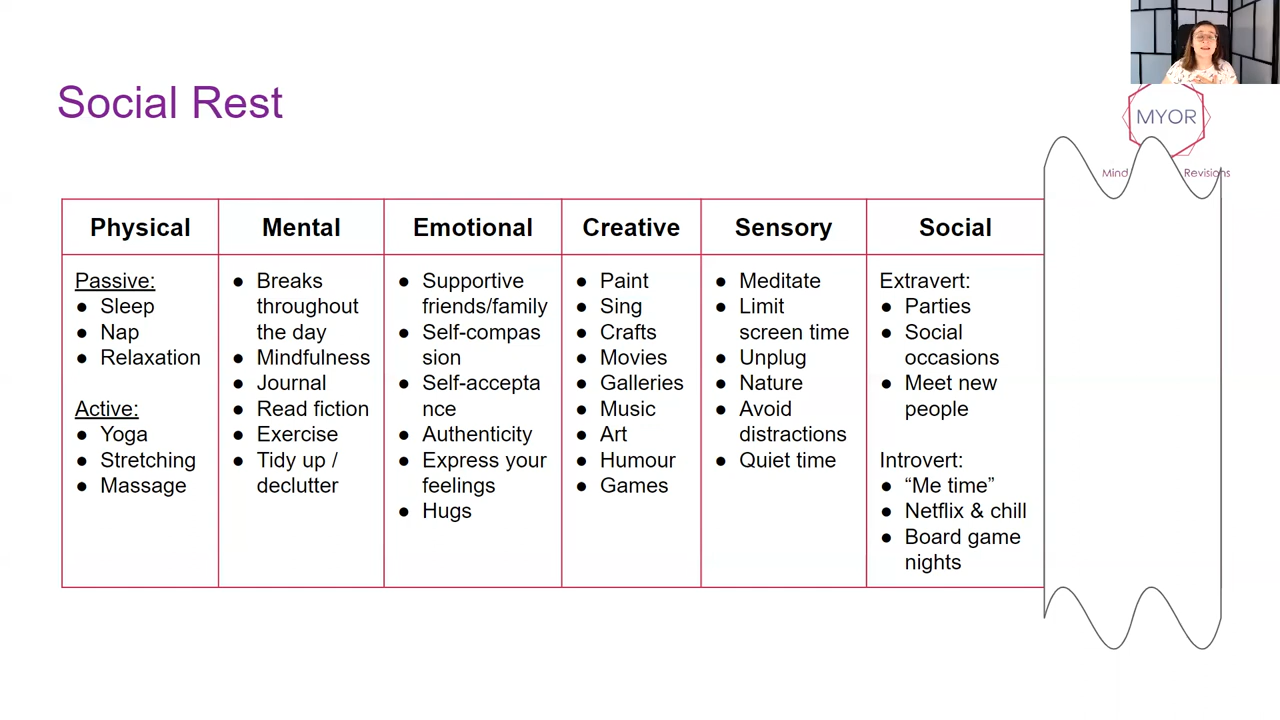 Social Rest
MYOR
Mind Revisions
Physical
Mental
Emotional
Creative
Sensory
Social
Passive:
● Sleep
● Nap
● Relaxation
Active:
● Yoga
● Stretching
● Massage
● Breaks
throughout
the day
● Mindfulness
● Journal
● Read fiction
● Exercise
● Tidy up /
declutter
● Supportive
friends/family
● Self-compas
sion
● Self-accepta
nce
● Authenticity
● Express your
feelings
● Hugs
● Paint
● Sing
● Crafts
● Movies
● Galleries
● Music
● Art
● Humour
● Games
● Meditate
● Limit
screen time
● Unplug
● Nature
● Avoid
distractions
● Quiet time
Extravert:
● Parties
● Social
occasions
● Meet new
people
Introvert:
● “Me time”
● Netflix & chill
● Board game
nights